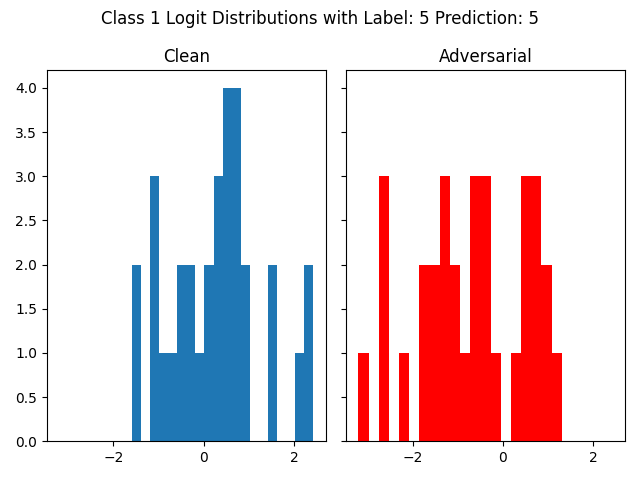 Class 1 Logit Distributions with Label: 5 Prediction: 5
Clean
Adversarial
4.0
3.5
3.0
2.5
2.0
1.5
1.0
0.5
0.0
−2 0 2
−2 0 2